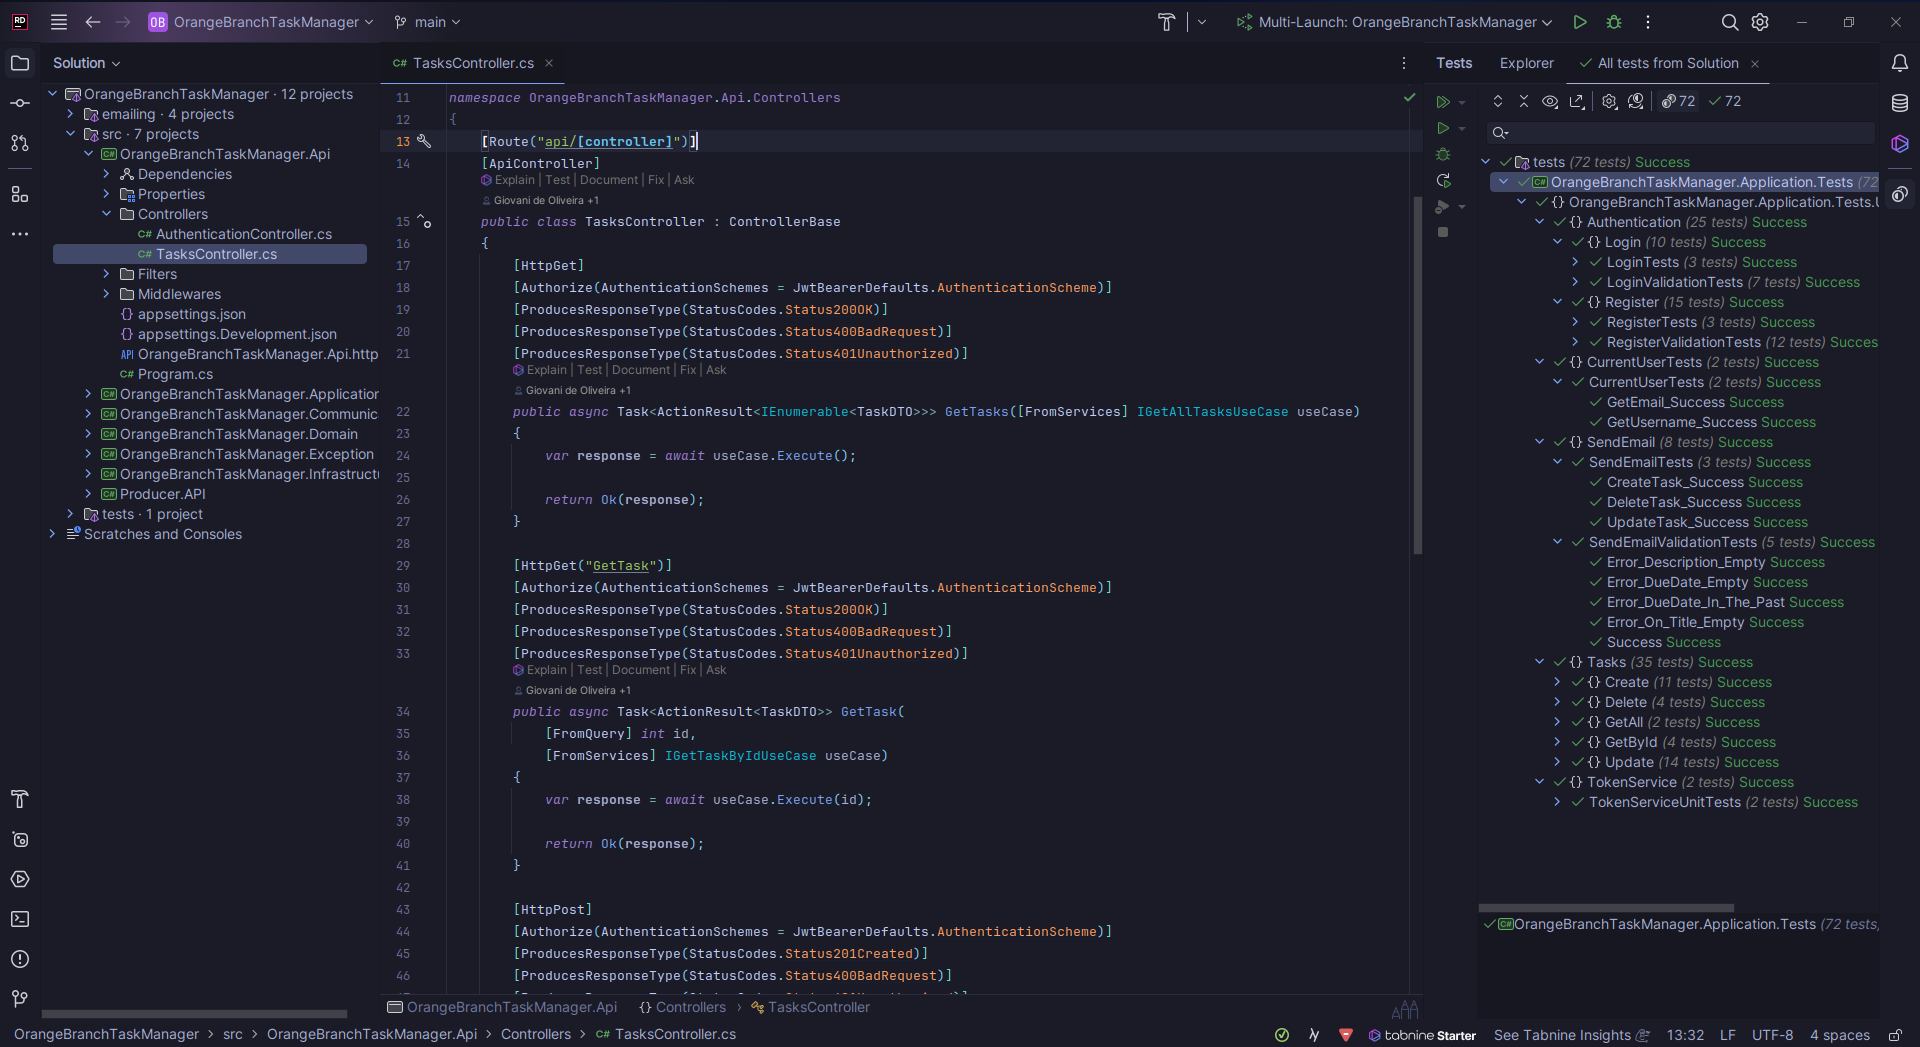 RD
OB OrangeBranchTaskManager
main
Multi-Launch: OrangeBranchTaskManager
Solution
OrangeBranchTaskManager · 12 projects
emailing · 4 projects
src · 7 projects
C# OrangeBranchTaskManager.Api
Dependencies
Properties
Controllers
C# AuthenticationController.cs
C# TasksController.cs
Filters
Middlewares
{} appsettings.json
{} appsettings.Development.json
API OrangeBranchTaskManager.Api.http
C# Program.cs
C# OrangeBranchTaskManager.Application
C# OrangeBranchTaskManager.Communic
C# OrangeBranchTaskManager.Domain
C# OrangeBranchTaskManager.Exception
C# OrangeBranchTaskManager.Infrastruct
C# Producer.API
tests · 1 project
Scratches and Consoles
C# TasksController.cs
11 namespace OrangeBranchTaskManager.Api.Controllers
12 {
13 [Route("api/[controller]")]
14 [ApiController]
Explain | Test | Document | Fix | Ask
Giovani de Oliveira +1
15 public class TasksController : ControllerBase
16 {
17 [HttpGet]
18 [Authorize(AuthenticationSchemes = JwtBearerDefaults.AuthenticationScheme)]
19 [ProducesResponseType(StatusCodes.Status200OK)]
20 [ProducesResponseType(StatusCodes.Status400BadRequest)]
21 [ProducesResponseType(StatusCodes.Status401Unauthorized)]
Explain | Test | Document | Fix | Ask
Giovani de Oliveira +1
22 public async Task<ActionResult<IEnumerable<TaskDTO>>> GetTasks([FromServices] IGetAllTasksUseCase useCase)
23 {
24 var response = await useCase.Execute();
25
26 return Ok(response);
27 }
28
29 [HttpGet("GetTask")]
30 [Authorize(AuthenticationSchemes = JwtBearerDefaults.AuthenticationScheme)]
31 [ProducesResponseType(StatusCodes.Status200OK)]
32 [ProducesResponseType(StatusCodes.Status400BadRequest)]
33 [ProducesResponseType(StatusCodes.Status401Unauthorized)]
Explain | Test | Document | Fix | Ask
Giovani de Oliveira +1
34 public async Task<ActionResult<TaskDTO>> GetTask(
35 [FromQuery] int id,
36 [FromServices] IGetTaskByIdUseCase useCase)
37 {
38 var response = await useCase.Execute(id);
39
40 return Ok(response);
41 }
42
43 [HttpPost]
44 [Authorize(AuthenticationSchemes = JwtBearerDefaults.AuthenticationScheme)]
45 [ProducesResponseType(StatusCodes.Status201Created)]
46 [ProducesResponseType(StatusCodes.Status400BadRequest)]
OrangeBranchTaskManager.Api {} Controllers › TasksController
Tests Explorer All tests from Solution
72 72
tests (72 tests) Success
C# OrangeBranchTaskManager.Application.Tests (72
{} OrangeBranchTaskManager.Application.Tests.U
{} Authentication (25 tests) Success
{} Login (10 tests) Success
LoginTests (3 tests) Success
LoginValidationTests (7 tests) Success
{} Register (15 tests) Success
RegisterTests (3 tests) Success
RegisterValidationTests (12 tests) Succes
{} CurrentUserTests (2 tests) Success
CurrentUserTests (2 tests) Success
GetEmail_Success Success
GetUsername_Success Success
{} SendEmail (8 tests) Success
SendEmailTests (3 tests) Success
CreateTask_Success Success
DeleteTask_Success Success
UpdateTask_Success Success
SendEmailValidationTests (5 tests) Success
Error_Description_Empty Success
Error_DueDate_Empty Success
Error_DueDate_In_The_Past Success
Error_On_Title_Empty Success
Success Success
{} Tasks (35 tests) Success
{} Create (11 tests) Success
{} Delete (4 tests) Success
{} GetAll (2 tests) Success
{} GetById (4 tests) Success
{} Update (14 tests) Success
{} TokenService (2 tests) Success
TokenServiceUnitTests (2 tests) Success
C# OrangeBranchTaskManager.Application.Tests (72 tests,
OrangeBranchTaskManager › src › OrangeBranchTaskManager.Api › Controllers › C# TasksController.cs
tabnine Starter See Tabnine Insights 13:32 LF UTF-8 4 spaces